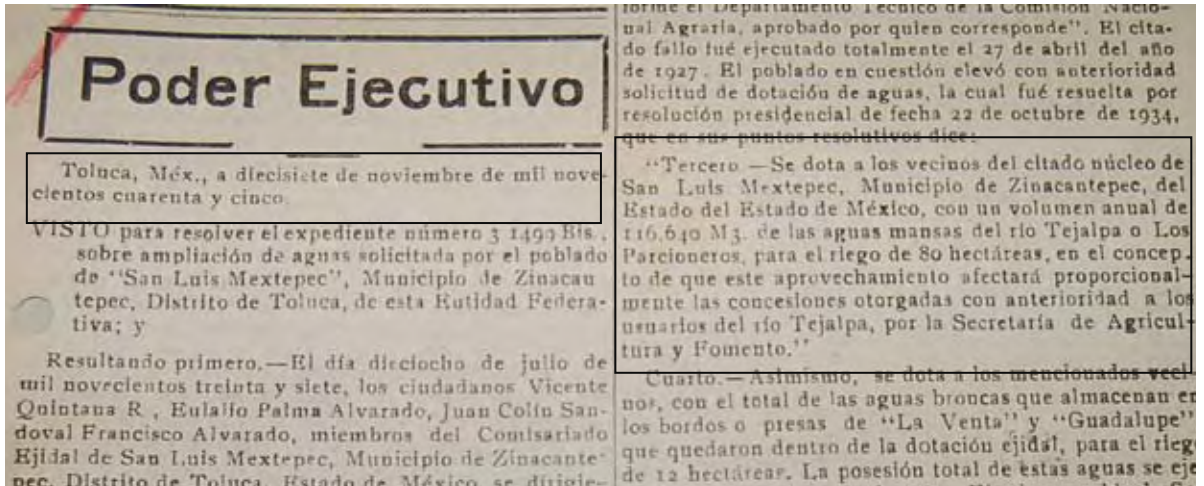 Poder Ejecutivo
Toluca, Méx., a diecisiete de noviembre de mil nove-
cientos cuarenta y cinco.
VISTO para resolver el expediente número 3 1499 Bis.,
sobre ampliación de aguas solicitada por el poblado
de "San Luis Mextepec", Municipio de Zinacan
tepec, Distrito de Toluca, de esta Entidad Federa-
tiva; y
Resultando primero.—El día dieciocho de julio de
mil novecientos treinta y siete, los ciudadanos Vicente
Quintana R , Eulalio Palma Alvarado, Juan Colín San-
doval Francisco Alvarado, miembros del Comisariado
Ejidal de San Luis Mextepec, Municipio de Zinacante-
pec, Distrito de Toluca, Estado de México, se dirigie-
forme el Departamento Técnico de la Comisión Nacio-
nal Agraria, aprobado por quien corresponde". El cita-
do fallo fué ejecutado totalmente el 27 de abril del año
de 1927. El poblado en cuestión elevó con anterioridad
solicitud de dotación de aguas, la cual fué resuelta por
resolución presidencial de fecha 22 de octubre de 1934,
que en sus puntos resolutivos dice:
"Tercero —Se dota a los vecinos del citado núcleo de
San Luis Mextepec, Municipio de Zinacantepec, del
Estado del Estado de México, con un volumen anual de
116,640 M3. de las aguas mansas del río Tejalpa o Los
Parcioneros, para el riego de 80 hectáreas, en el concep-
to de que este aprovechamiento afectará proporcional-
mente las concesiones otorgadas con anterioridad a los
usuarios del río Tejalpa, por la Secretaría de Agricul-
tura y Fomento."
Cuarto.—Asimismo, se dota a los mencionados veci-
nos, con el total de las aguas broncas que almacenan en
los bordos o presas de "La Venta" y "Guadalupe"
que quedaron dentro de la dotación ejidal, para el riego
de 12 hectáreas. La posesión total de estas aguas se eje